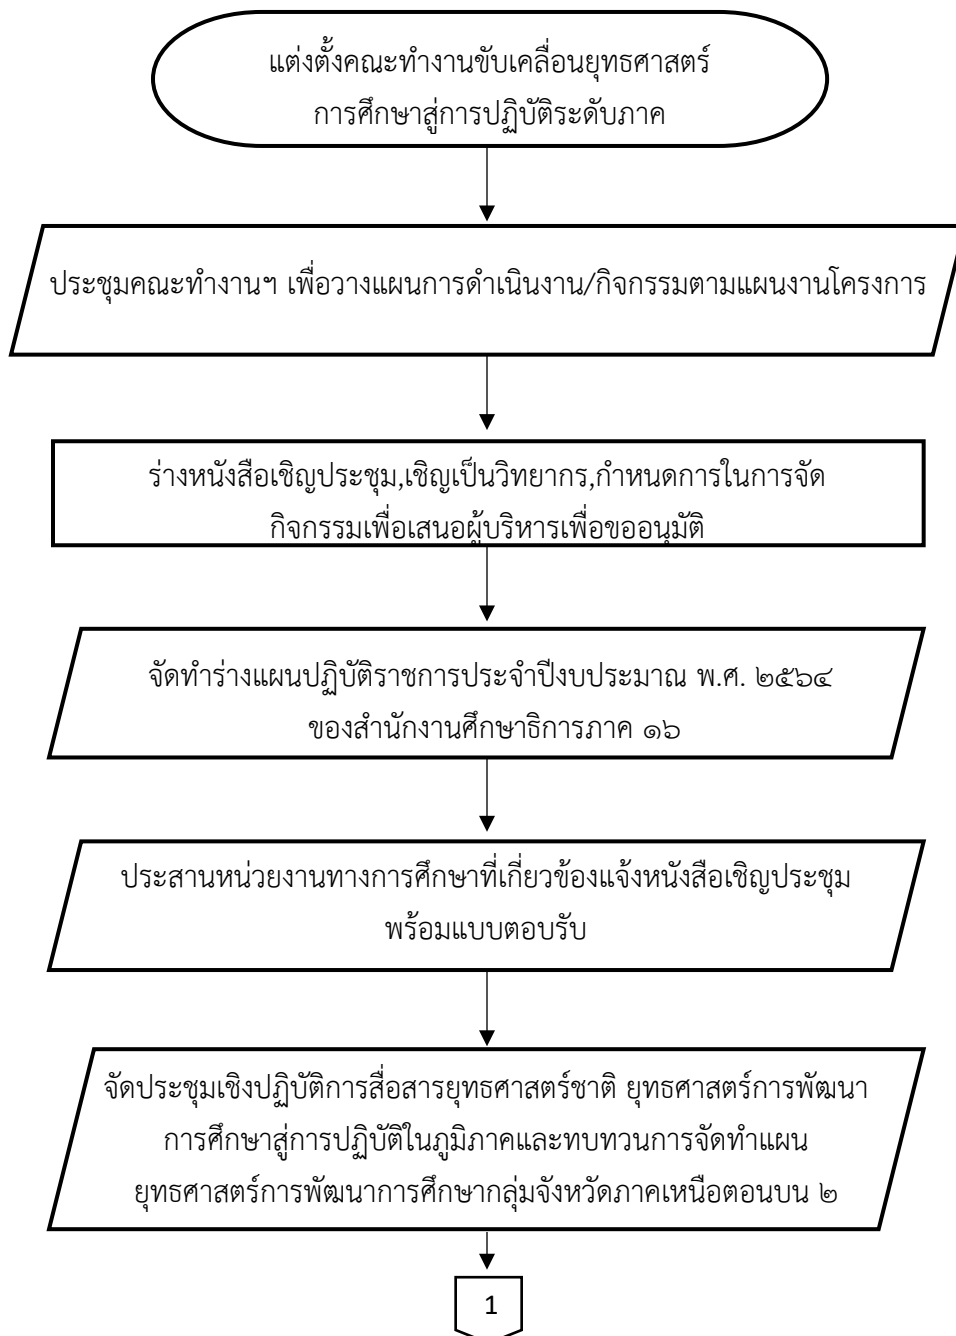 แต่งตั้งคณะทำงานขับเคลื่อนยุทธศาสตร์
การศึกษาสู่การปฏิบัติระดับภาค
ประชุมคณะทำงานฯ เพื่อวางแผนการดำเนินงาน/กิจกรรมตามแผนงานโครงการ
ร่างหนังสือเชิญประชุม,เชิญเป็นวิทยากร,กำหนดการในการจัด
กิจกรรมเพื่อเสนอผู้บริหารเพื่อขออนุมัติ
จัดทำร่างแผนปฏิบัติราชการประจำปีงบประมาณ พ.ศ. ๒๕๖๔
ของสำนักงานศึกษาธิการภาค ๑๖
ประสานหน่วยงานทางการศึกษาที่เกี่ยวข้องแจ้งหนังสือเชิญประชุม
พร้อมแบบตอบรับ
จัดประชุมเชิงปฏิบัติการสื่อสารยุทธศาสตร์ชาติ ยุทธศาสตร์การพัฒนา
การศึกษาสู่การปฏิบัติในภูมิภาคและทบทวนการจัดทำแผน
ยุทธศาสตร์การพัฒนาการศึกษากลุ่มจังหวัดภาคเหนือตอนบน ๒
1